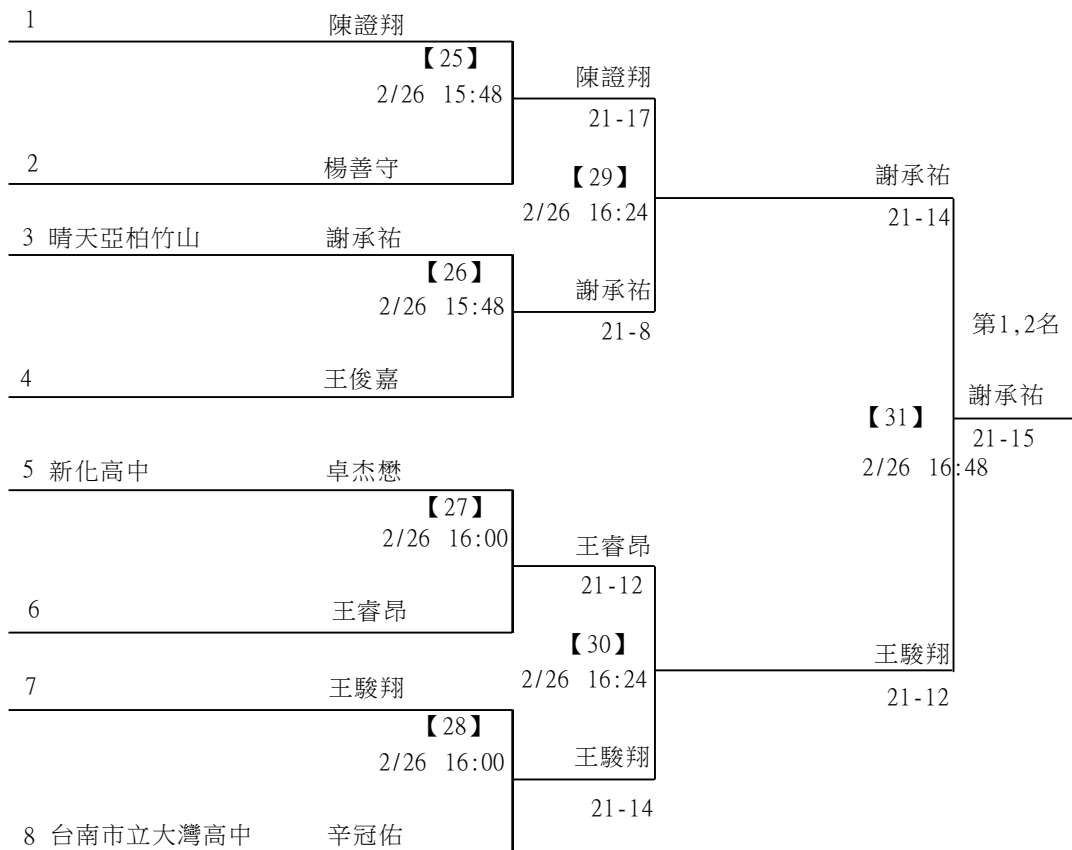 1 陳證翔
【25】
2/26 15:48
陳證翔
21-17
2 楊善守
【29】
2/26 16:24
謝承祐
21-14
3 晴天亞柏竹山 謝承祐
【26】
2/26 15:48
謝承祐
21-8
4 王俊嘉
第1,2名
謝承祐
【31】
21-15
2/26 16:48
5 新化高中 卓杰懋
【27】
2/26 16:00
王睿昂
21-12
6 王睿昂
【30】
2/26 16:24
王駿翔
21-12
7 王駿翔
【28】
2/26 16:00
王駿翔
21-14
8 台南市立大灣高中 辛冠佑